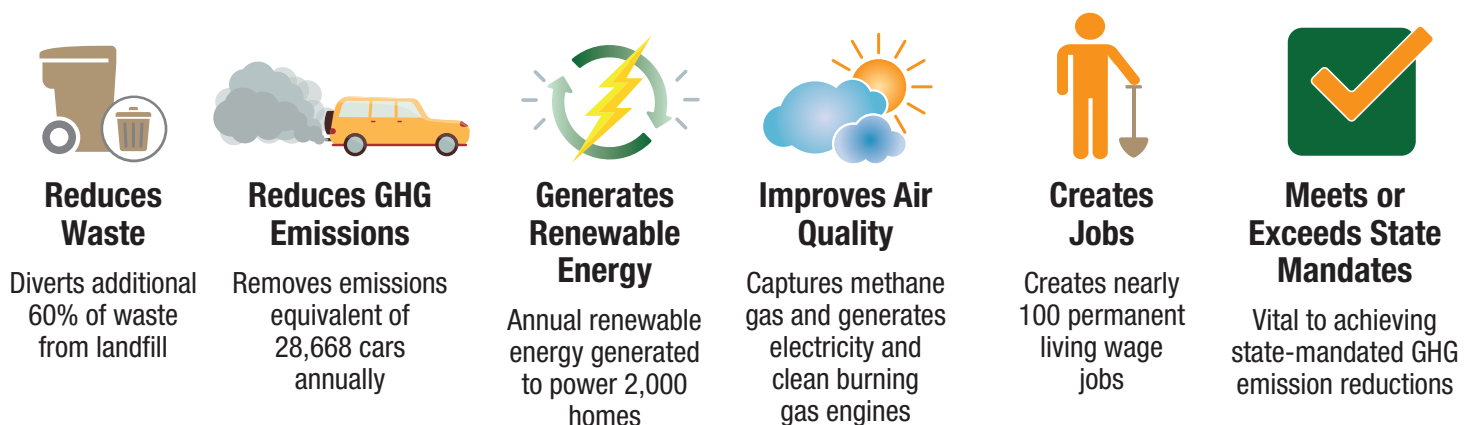 Reduces
Waste
Diverts additional
60% of waste
from landfill
Reduces GHG
Emissions
Removes emissions
equivalent of
28,668 cars
annually
Generates
Renewable
Energy
Annual renewable
energy generated
to power 2,000
homes
Improves Air
Quality
Captures methane
gas and generates
electricity and
clean burning
gas engines
Creates
Jobs
Creates nearly
100 permanent
living wage
jobs
Meets or
Exceeds State
Mandates
Vital to achieving
state-mandated GHG
emission reductions